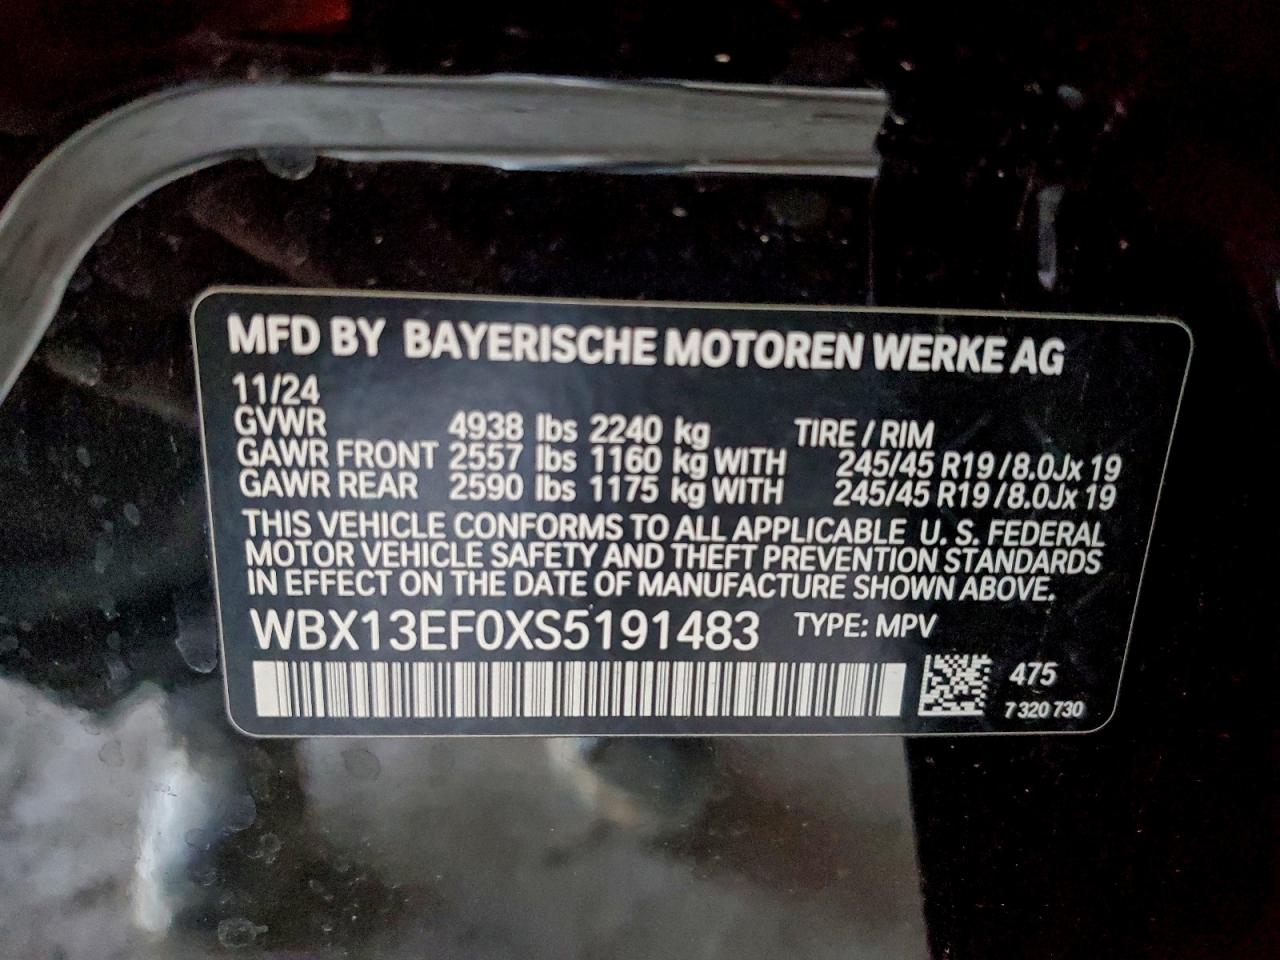 MFD BY BAYERISCHE MOTOREN WERKE AG
11/24
GVWR 4938 lbs 2240 kg TIRE / RIM
GAWR FRONT 2557 lbs 1160 kg WITH 245/45 R19 / 8.0Jx 19
GAWR REAR 2590 lbs 1175 kg WITH 245/45 R19 / 8.0Jx 19
THIS VEHICLE CONFORMS TO ALL APPLICABLE U. S. FEDERAL
MOTOR VEHICLE SAFETY AND THEFT PREVENTION STANDARDS
IN EFFECT ON THE DATE OF MANUFACTURE SHOWN ABOVE.
WBX13EF0XS5191483 TYPE: MPV
475
7 320 730